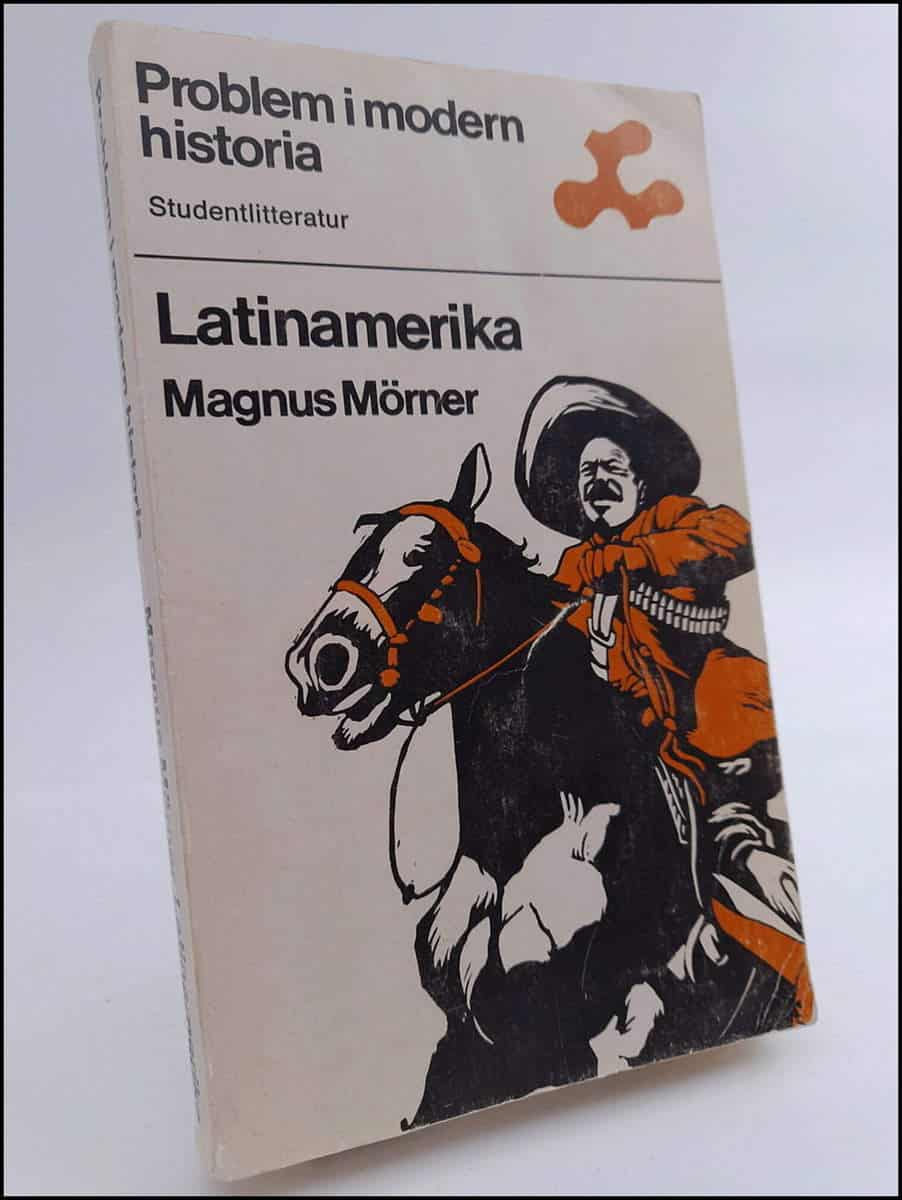 Problem i modern
historia
Studentlitteratur
Latinamerika
Magnus Mörner